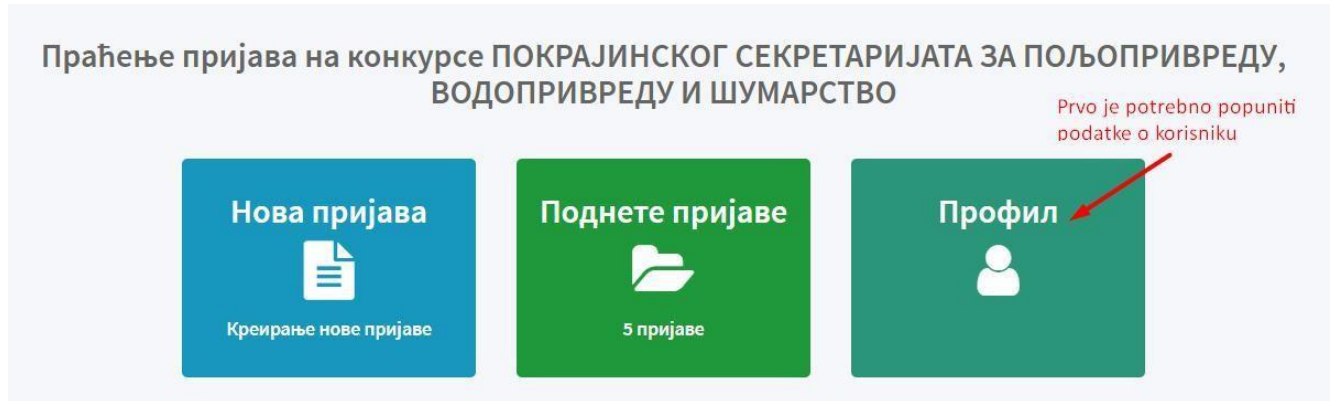 Праћење пријава на конкурсе ПОКРАЈИНСКОГ СЕКРЕТАРИЈАТА ЗА ПОЉОПРИВРЕДУ,
ВОДОПРИВРЕДУ И ШУМАРСТВО
Prvo je potrebno popuniti
podatke o korisniku
Нова пријава
Креирање нове пријаве
Поднете пријаве
5 пријаве
Профил